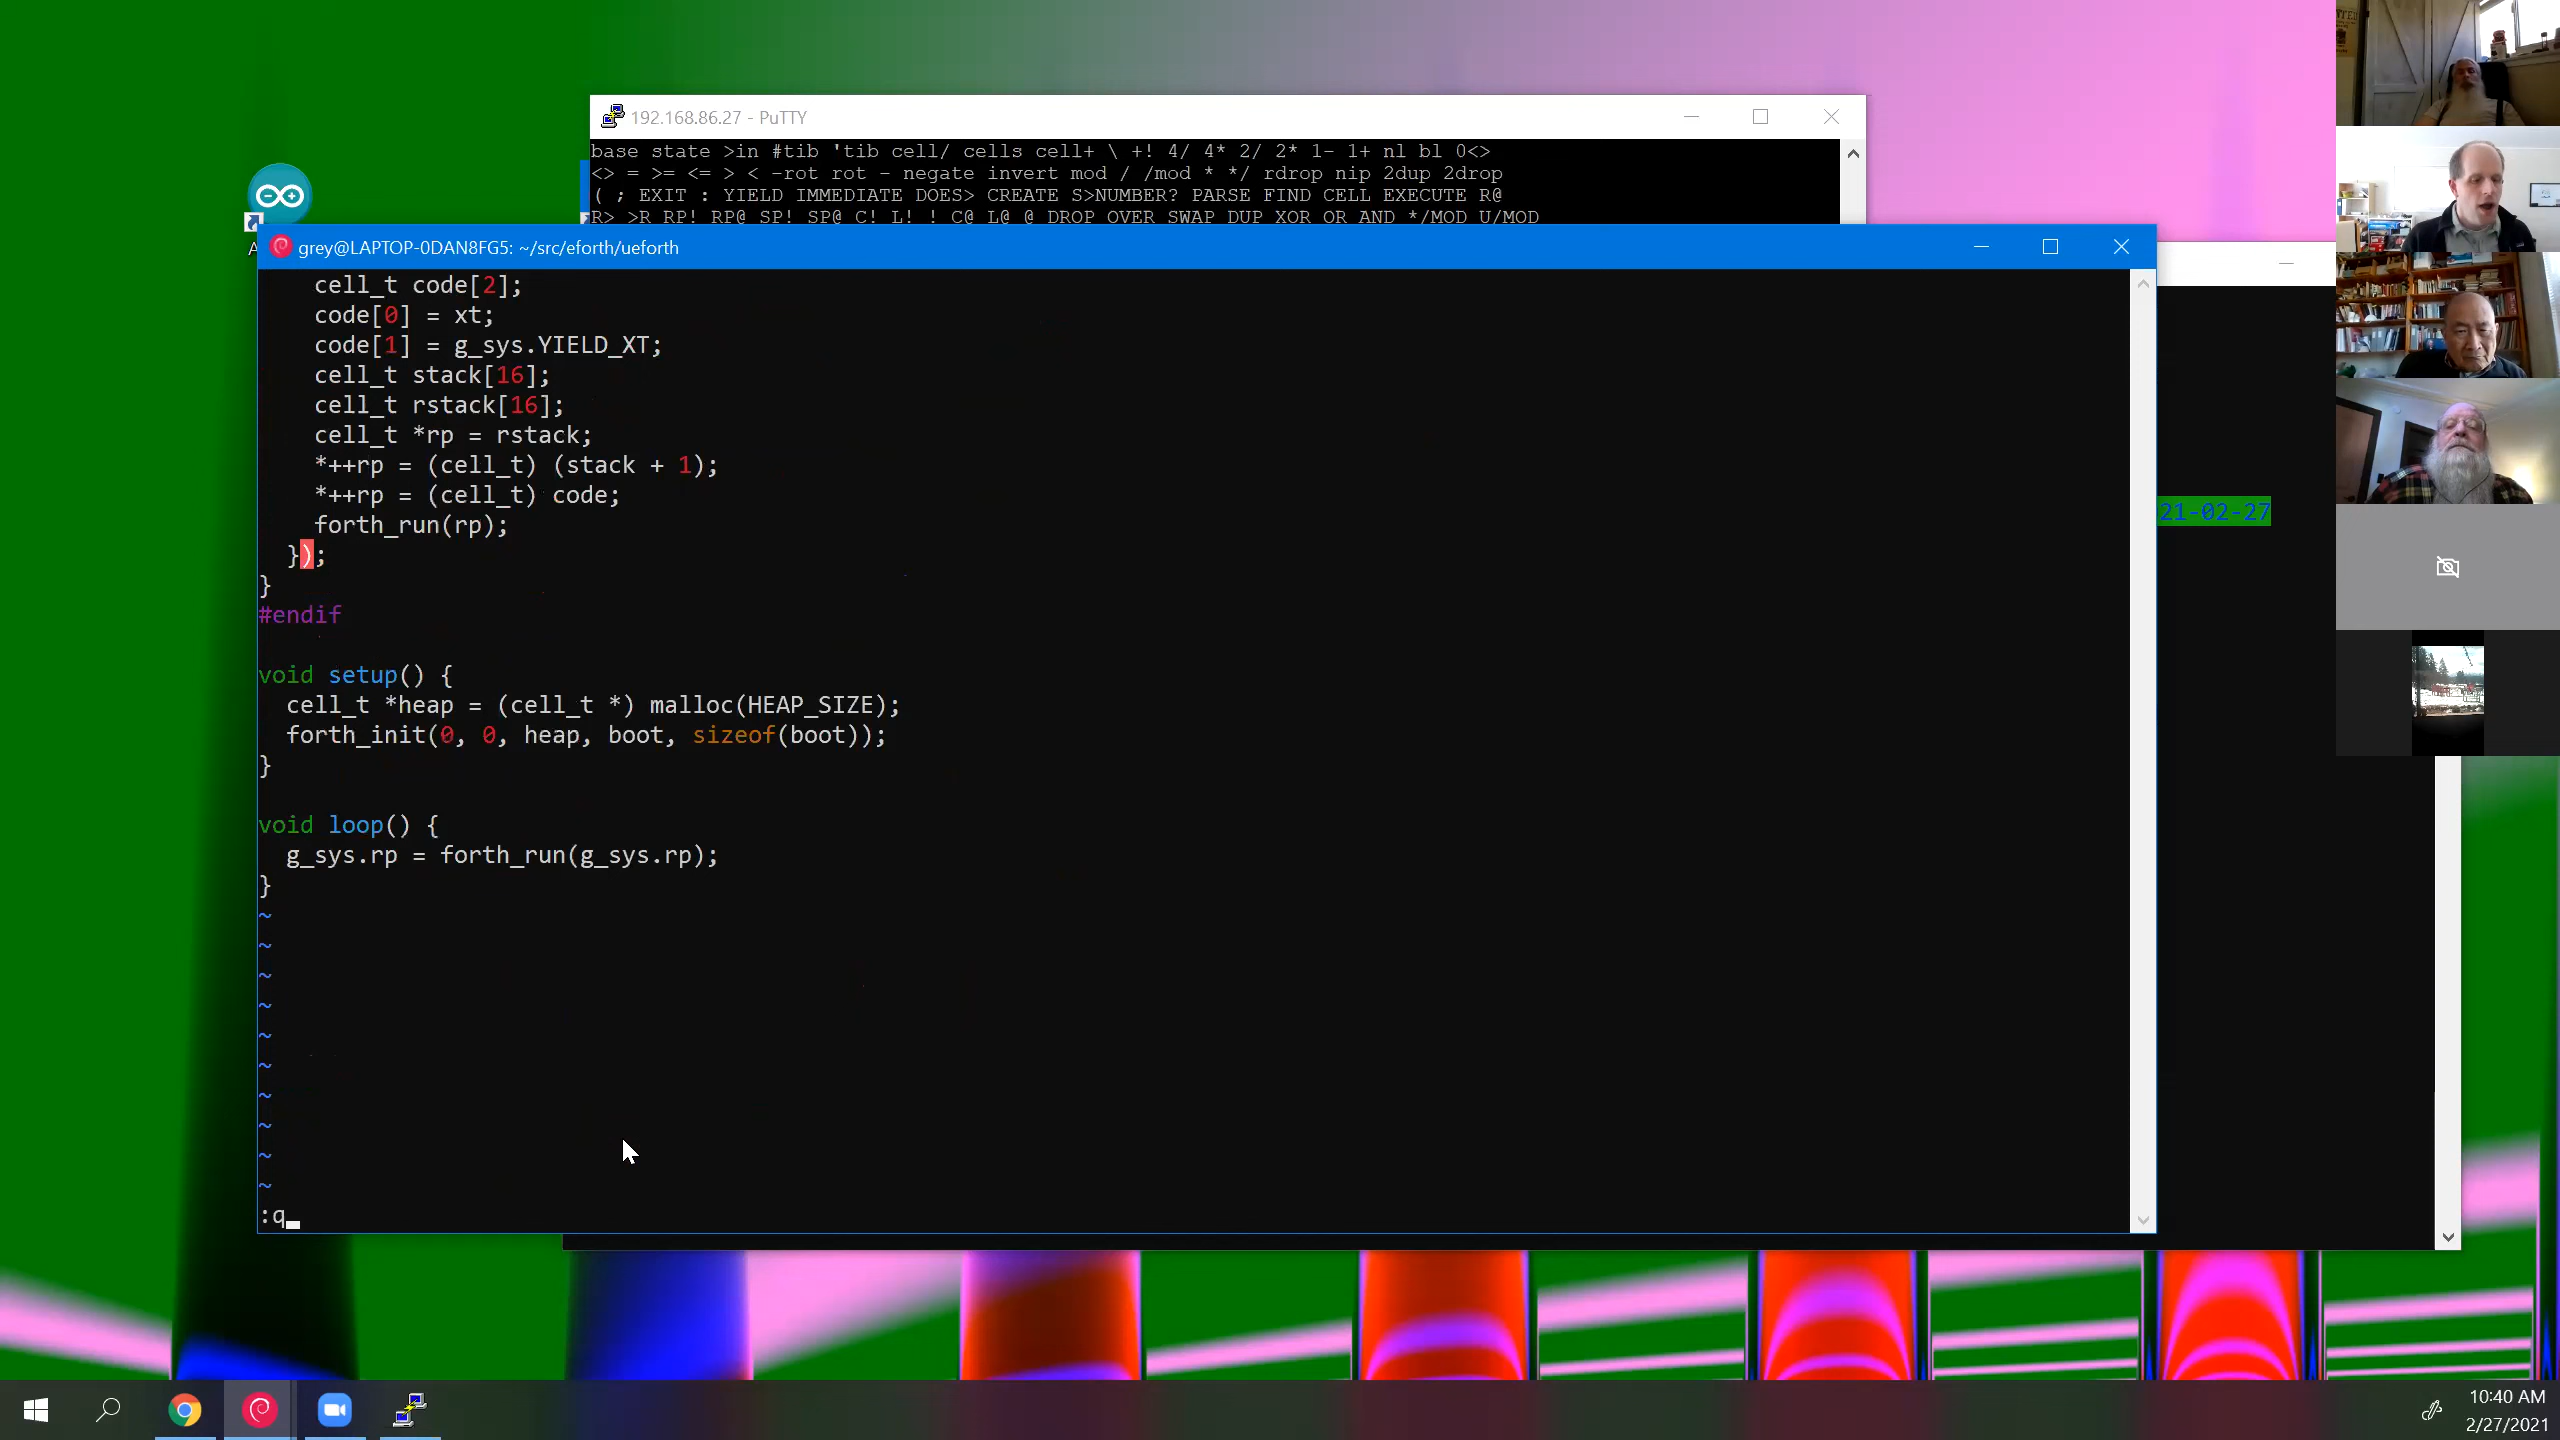 192.168.86.27 - PuTTY
base state >in #tib 'tib cell/ cells cell+ \ +! 4/ 4* 2/ 2* 1- 1+ nl bl 0<>
<> = >= <= > < -rot rot - negate invert mod / /mod * */ rdrop nip 2dup 2drop
( ; EXIT : YIELD IMMEDIATE DOES> CREATE S>NUMBER? PARSE FIND CELL EXECUTE R@
R> >R RP! RP@ SP! SP@ C! L! ! C@ L@ @ DROP OVER SWAP DUP XOR OR AND */MOD U/MOD
A
grey@LAPTOP-0DAN8FG5: ~/src/eforth/ueforth
cell_t code[2];
code[0] = xt;
code[1] = g_sys.YIELD_XT;
cell_t stack[16];
cell_t rstack[16];
cell_t *rp = rstack;
*++rp = (cell_t) (stack + 1);
*++rp = (cell_t) code;
forth_run(rp);
});
}
#endif
void setup() {
cell_t *heap = (cell_t *) malloc(HEAP_SIZE);
forth_init(0, 0, heap, boot, sizeof(boot));
}
void loop() {
g_sys.rp = forth_run(g_sys.rp);
}
~
~
~
~
~
~
~
~
~
~
:q
21-02-27
10:40 AM
2/27/2021